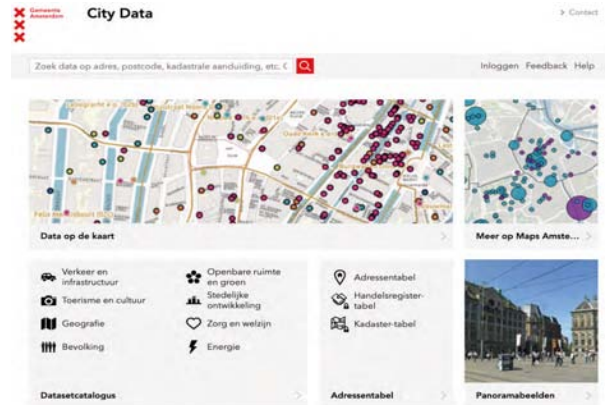 Gemeente
Amsterdam
City Data
Contact
Zoek data op adres, postcode, kadastrale aanduiding, etc.
Inloggen Feedback Help
Data op de kaart
Meer op Maps Amste...
Verkeer en
infrastructuur
Toerisme en cultuur
Geografie
Bevolking
Openbare ruimte
en groen
Stedelijke
ontwikkeling
Zorg en welzijn
Energie
Datasetcatalogus
Adressentabel
Handelsregister-
tabel
Kadaster-tabel
Adressentabel
Panoramabeelden